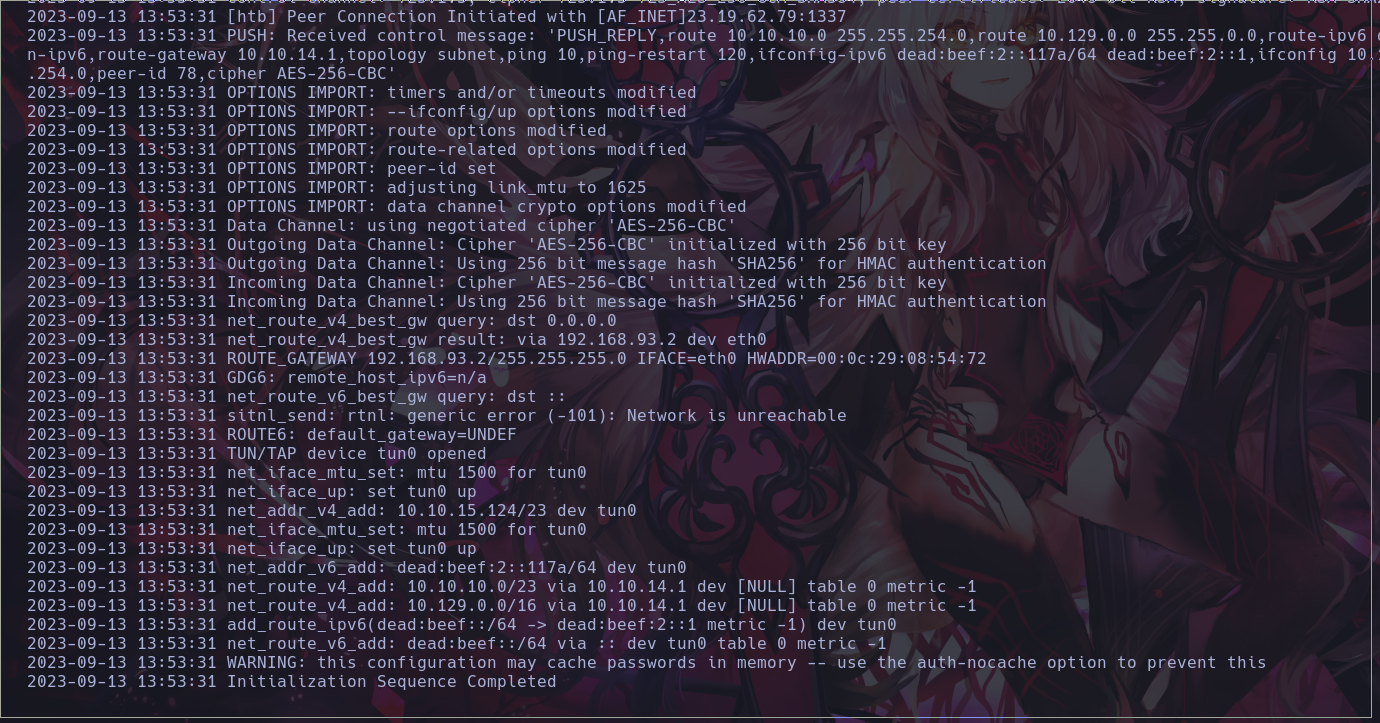 2023-09-13 13:53:31 [htb] Peer Connection Initiated with [AF_INET]23.19.62.79:1337
2023-09-13 13:53:31 PUSH: Received control message: 'PUSH_REPLY,route 10.10.10.0 255.255.254.0,route 10.129.0.0 255.255.0.0,route-ipv6
n-ipv6,route-gateway 10.10.14.1,topology subnet,ping 10,ping-restart 120,ifconfig-ipv6 dead:beef:2::117a/64 dead:beef:2::1,ifconfig 10.
.254.0,peer-id 78,cipher AES-256-CBC'
2023-09-13 13:53:31 OPTIONS IMPORT: timers and/or timeouts modified
2023-09-13 13:53:31 OPTIONS IMPORT: --ifconfig/up options modified
2023-09-13 13:53:31 OPTIONS IMPORT: route options modified
2023-09-13 13:53:31 OPTIONS IMPORT: route-related options modified
2023-09-13 13:53:31 OPTIONS IMPORT: peer-id set
2023-09-13 13:53:31 OPTIONS IMPORT: adjusting link_mtu to 1625
2023-09-13 13:53:31 OPTIONS IMPORT: data channel crypto options modified
2023-09-13 13:53:31 Data Channel: using negotiated cipher 'AES-256-CBC'
2023-09-13 13:53:31 Outgoing Data Channel: Cipher 'AES-256-CBC' initialized with 256 bit key
2023-09-13 13:53:31 Outgoing Data Channel: Using 256 bit message hash 'SHA256' for HMAC authentication
2023-09-13 13:53:31 Incoming Data Channel: Cipher 'AES-256-CBC' initialized with 256 bit key
2023-09-13 13:53:31 Incoming Data Channel: Using 256 bit message hash 'SHA256' for HMAC authentication
2023-09-13 13:53:31 net_route_v4_best_gw query: dst 0.0.0.0
2023-09-13 13:53:31 net_route_v4_best_gw result: via 192.168.93.2 dev eth0
2023-09-13 13:53:31 ROUTE_GATEWAY 192.168.93.2/255.255.255.0 IFACE=eth0 HWADDR=00:0c:29:08:54:72
2023-09-13 13:53:31 GDG6: remote_host_ipv6=n/a
2023-09-13 13:53:31 net_route_v6_best_gw query: dst ::
2023-09-13 13:53:31 sitnl_send: rtnl: generic error (-101): Network is unreachable
2023-09-13 13:53:31 ROUTE6: default_gateway=UNDEF
2023-09-13 13:53:31 TUN/TAP device tun0 opened
2023-09-13 13:53:31 net_iface_mtu_set: mtu 1500 for tun0
2023-09-13 13:53:31 net_iface_up: set tun0 up
2023-09-13 13:53:31 net_addr_v4_add: 10.10.15.124/23 dev tun0
2023-09-13 13:53:31 net_iface_mtu_set: mtu 1500 for tun0
2023-09-13 13:53:31 net_iface_up: set tun0 up
2023-09-13 13:53:31 net_addr_v6_add: dead:beef:2::117a/64 dev tun0
2023-09-13 13:53:31 net_route_v4_add: 10.10.10.0/23 via 10.10.14.1 dev [NULL] table 0 metric -1
2023-09-13 13:53:31 net_route_v4_add: 10.129.0.0/16 via 10.10.14.1 dev [NULL] table 0 metric -1
2023-09-13 13:53:31 add_route_ipv6(dead:beef::/64 -> dead:beef:2::1 metric -1) dev tun0
2023-09-13 13:53:31 net_route_v6_add: dead:beef::/64 via :: dev tun0 table 0 metric -1
2023-09-13 13:53:31 WARNING: this configuration may cache passwords in memory -- use the auth-nocache option to prevent this
2023-09-13 13:53:31 Initialization Sequence Completed